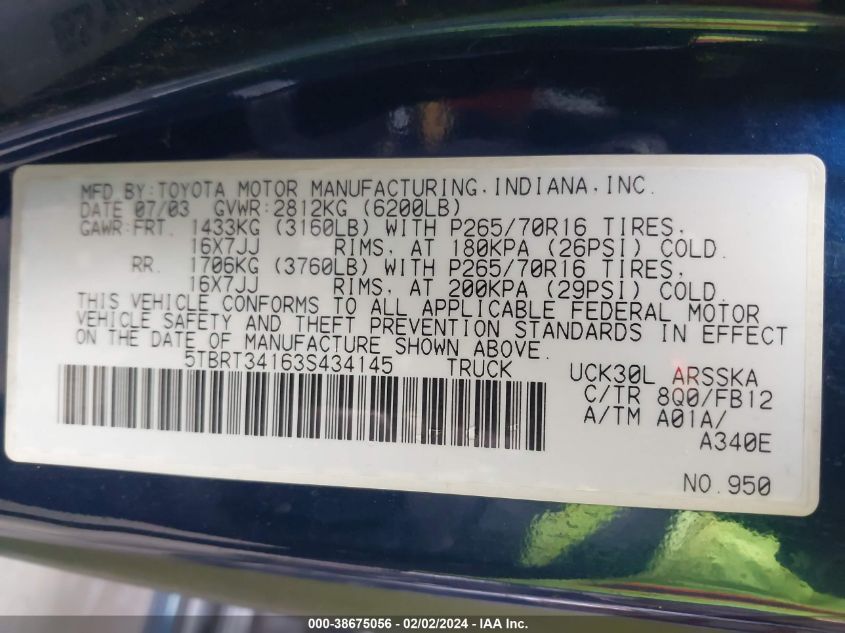 MFD BY:TOYOTA MOTOR MANUFACTURING, INDIANA, INC.
DATE 07/03 GVWR:2812KG (6200LB)
GAWR:FRT. 1433KG (3160LB) WITH P265/70R16 TIRES,
16X7JJ RIMS, AT 180KPA (26PSI) COLD.
RR. 1706KG (3760LB) WITH P265/70R16 TIRES,
16X7JJ RIMS, AT 200KPA (29PSI) COLD.
THIS VEHICLE CONFORMS TO ALL APPLICABLE FEDERAL MOTOR
VEHICLE SAFETY AND THEFT PREVENTION STANDARDS IN EFFECT
ON THE DATE OF MANUFACTURE SHOWN ABOVE.
5TBRT34163S434145 TRUCK
UCK30L ARSSKA
C/TR 8Q0/FB12
A/TM A01A/
A340E
NO.950
000-38675056 - 02/02/2024 - IAA Inc.